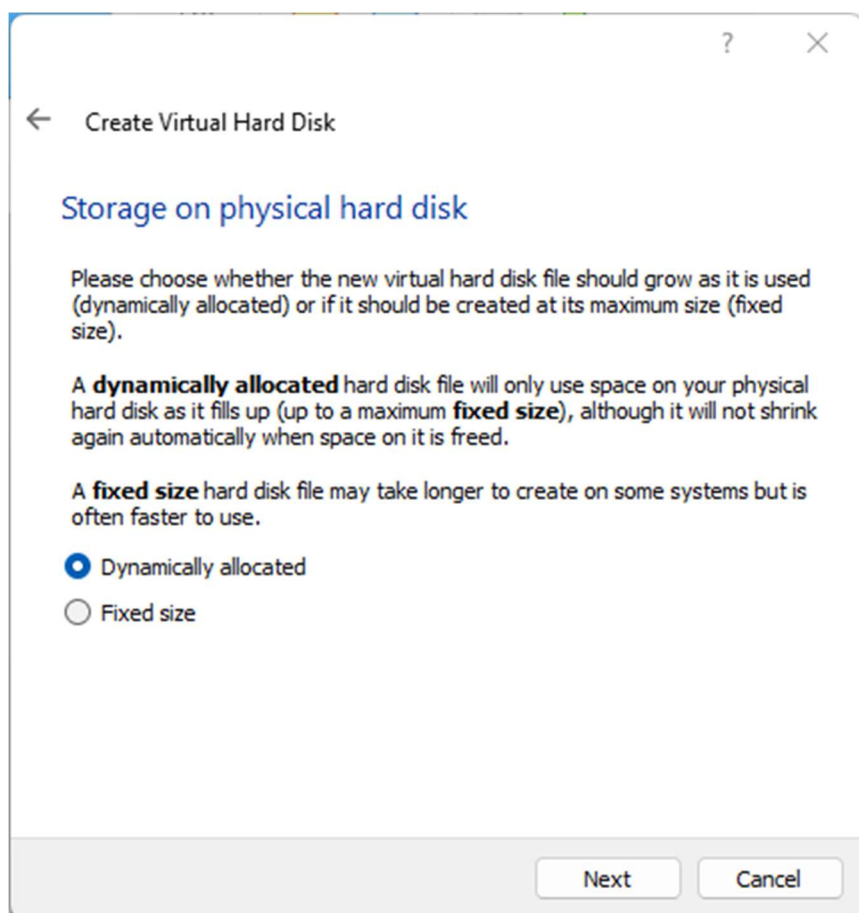 ?
Create Virtual Hard Disk
Storage on physical hard disk
Please choose whether the new virtual hard disk file should grow as it is used
(dynamically allocated) or if it should be created at its maximum size (fixed
size).
A dynamically allocated hard disk file will only use space on your physical
hard disk as it fills up (up to a maximum fixed size), although it will not shrink
again automatically when space on it is freed.
A fixed size hard disk file may take longer to create on some systems but is
often faster to use.
Dynamically allocated
Fixed size
Next Cancel